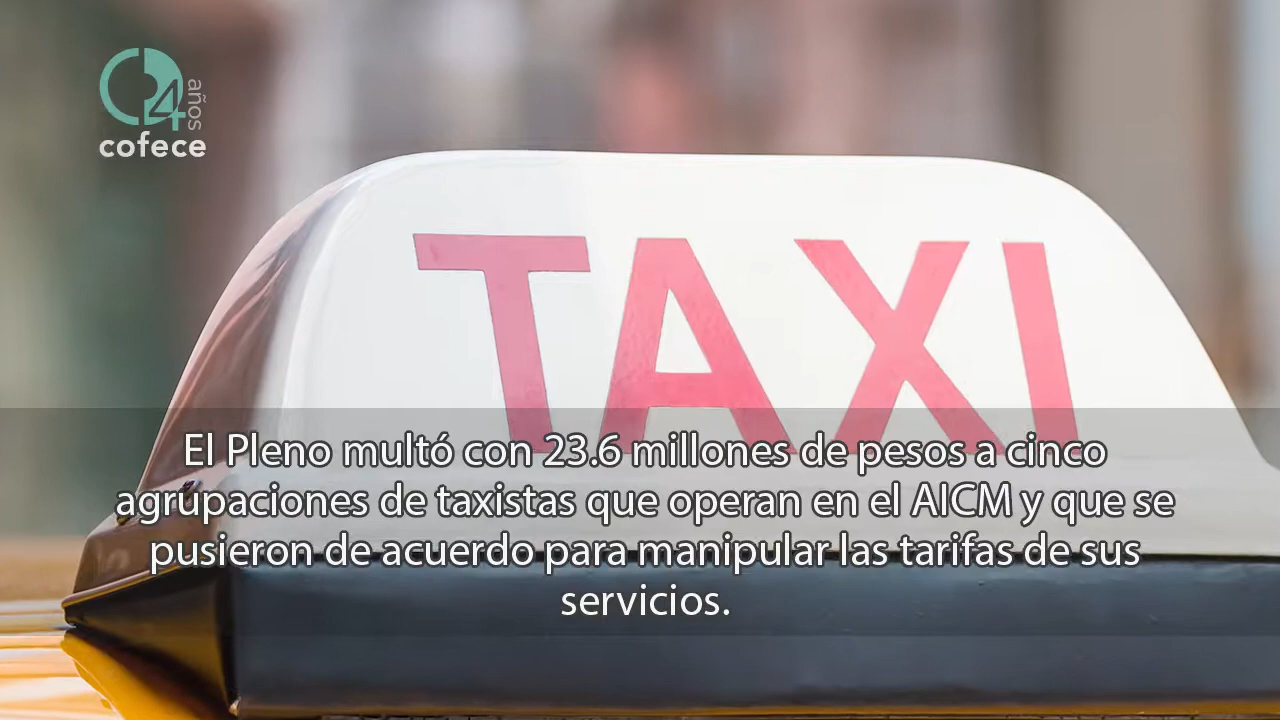 4 años
cofece
TAXI
El Pleno multó con 23.6 millones de pesos a cinco
agrupaciones de taxistas que operan en el AICM y que se
pusieron de acuerdo para manipular las tarifas de sus
servicios.